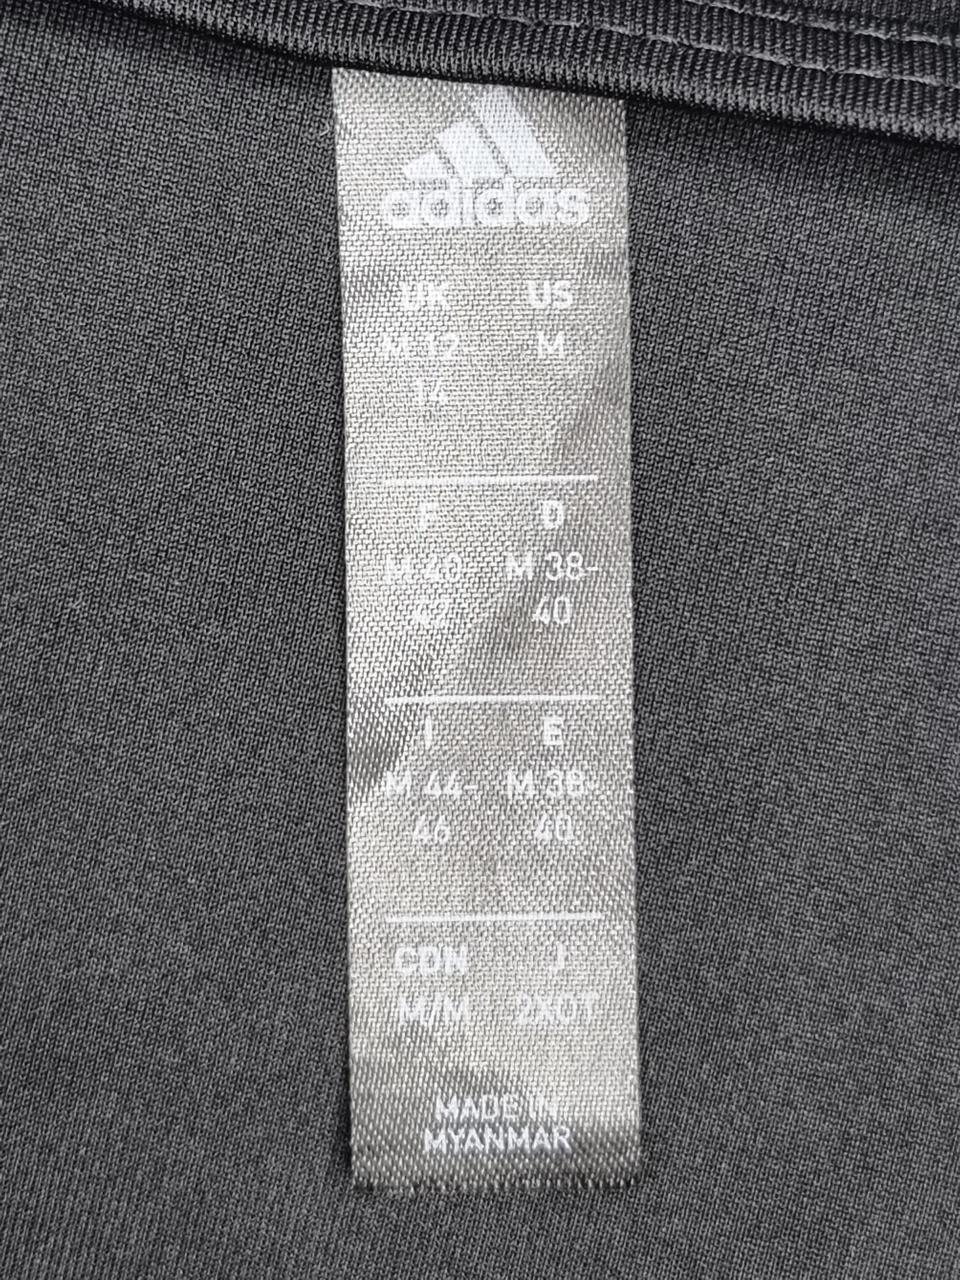 adidas
UK US
M 12- M
14
F D
M 40- M 38-
42 40
I E
M 44- M 38-
46 40
CDN J
M/M 2XOT
MADE IN
MYANMAR